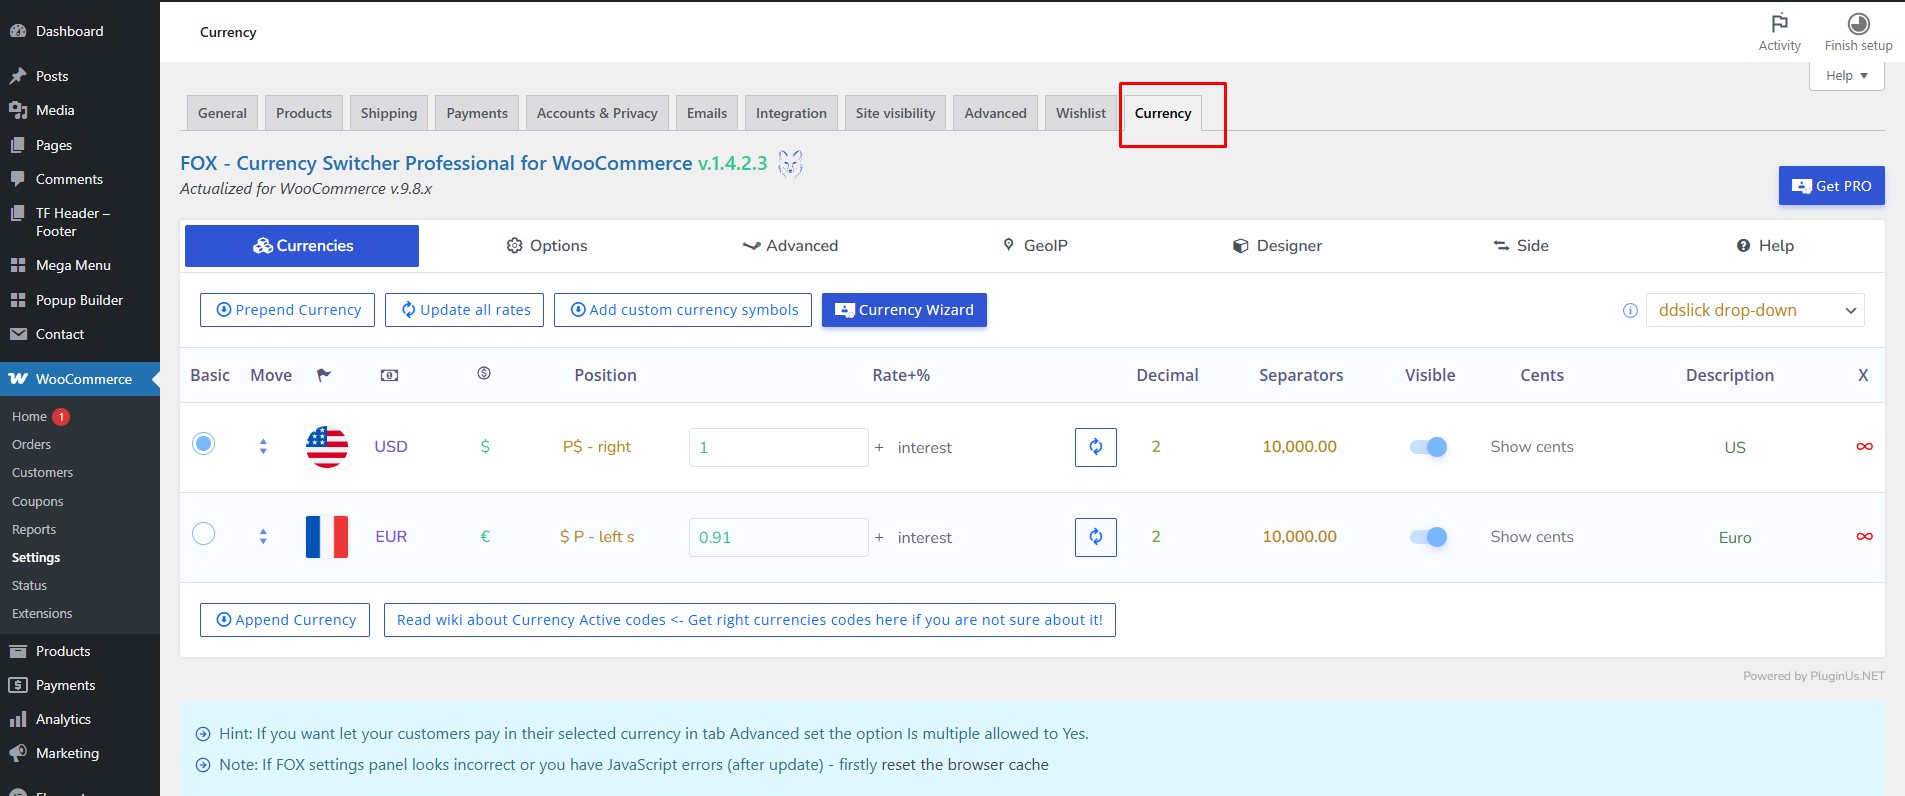 Dashboard
Posts
Media
Pages
Comments
TF Header –
Footer
Mega Menu
Popup Builder
Contact
WooCommerce
Home 1
Orders
Customers
Coupons
Reports
Settings
Status
Extensions
Products
Payments
Analytics
Marketing
Currency
Activity
Finish setup
Help
General Products Shipping Payments Accounts & Privacy Emails Integration Site visibility Advanced Wishlist Currency
FOX - Currency Switcher Professional for WooCommerce v.1.4.2.3
Actualized for WooCommerce v.9.8.x
Get PRO
Currencies Options Advanced GeoIP Designer Side Help
Prepend Currency Update all rates Add custom currency symbols Currency Wizard ddslick drop-down
Basic Move Position Rate+% Decimal Separators Visible Cents Description X
USD $ P$ - right 1 + interest 2 10,000.00 Show cents US
EUR € $ P - left s 0.91 + interest 2 10,000.00 Show cents Euro
Append Currency Read wiki about Currency Active codes <- Get right currencies codes here if you are not sure about it!
Powered by PluginUs.NET
Hint: If you want let your customers pay in their selected currency in tab Advanced set the option Is multiple allowed to Yes.
Note: If FOX settings panel looks incorrect or you have JavaScript errors (after update) - firstly reset the browser cache